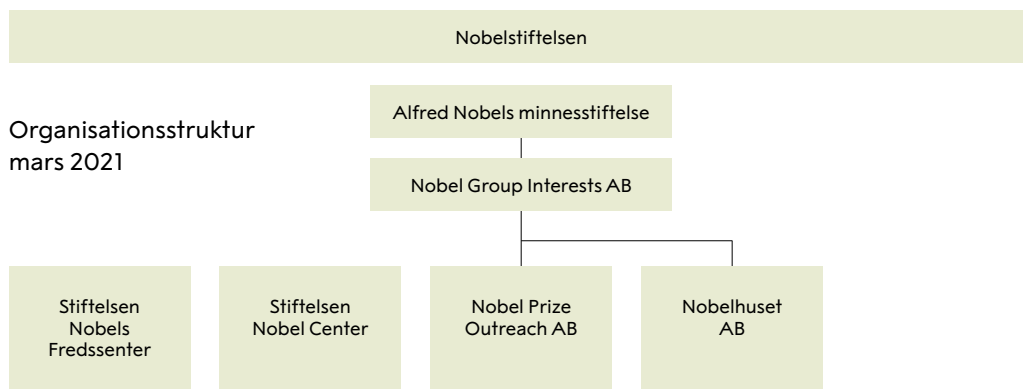 Nobelstiftelsen
Alfred Nobels minnesstiftelse
Organisationsstruktur
mars 2021
Nobel Group Interests AB
Stiftelsen
Nobels
Fredssenter
Stiftelsen
Nobel Center
Nobel Prize
Outreach AB
Nobelhuset
AB